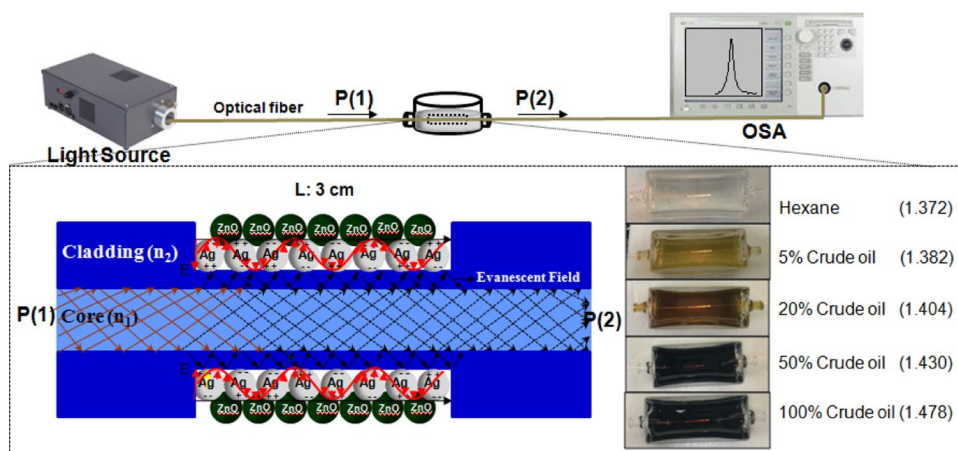 Light Source
Optical fiber
P(1)
P(2)
OSA
L: 3 cm
ZnO ZnO ZnO ZnO ZnO ZnO ZnO
Cladding (n2)
Ag Ag Ag Ag Ag Ag Ag Ag
E
Evanescent Field
P(1)
Core (n1)
P(2)
E
Ag Ag Ag Ag Ag Ag Ag Ag
ZnO ZnO ZnO ZnO ZnO ZnO ZnO
Hexane (1.372)
5% Crude oil (1.382)
20% Crude oil (1.404)
50% Crude oil (1.430)
100% Crude oil (1.478)